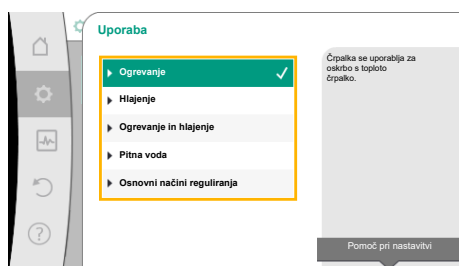 Uporaba
Ogrevanje
Hlajenje
Ogrevanje in hlajenje
Pitna voda
Osnovni načini reguliranja
Črpalka se uporablja za
oskrbo s toploto
črpalko.
Pomoč pri nastavitvi
?